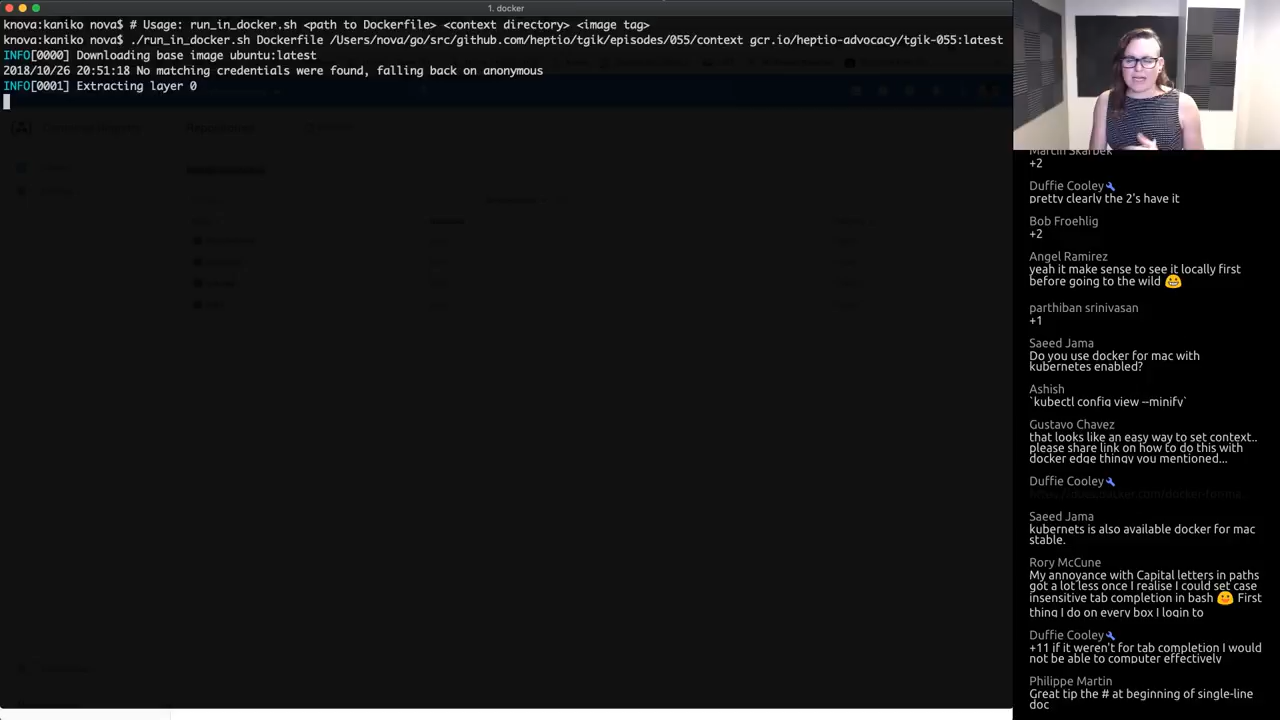 1. docker
knova:kaniko nova$ # Usage: run_in_docker.sh <path to Dockerfile> <context directory> <image tag>
knova:kaniko nova$ ./run_in_docker.sh Dockerfile /Users/nova/go/src/github.com/heptio/tgik/episodes/055/context gcr.io/heptio-advocacy/tgik-055:latest
INFO[0000] Downloading base image ubuntu:latest
2018/10/26 20:51:18 No matching credentials were found, falling back on anonymous
INFO[0001] Extracting layer 0
Marcin Skarbek
+2
Duffie Cooley
pretty clearly the 2's have it
Bob Froehlig
+2
Angel Ramirez
yeah it make sense to see it locally first
before going to the wild 😁
parthiban srinivasan
+1
Saeed Jama
Do you use docker for mac with
kubernetes enabled?
Ashish
`kubectl config view --minify`
Gustavo Chavez
that looks like an easy way to set context..
please share link on how to do this with
docker edge thingy you mentioned...
Duffie Cooley
Saeed Jama
kubernets is also available docker for mac
stable.
Rory McCune
My annoyance with Capital letters in paths
got a lot less once I realise I could set case
insensitive tab completion in bash 🙂 First
thing I do on every box I login to
Duffie Cooley
+11 if it weren't for tab completion I would
not be able to computer effectively
Philippe Martin
Great tip the # at beginning of single-line
doc